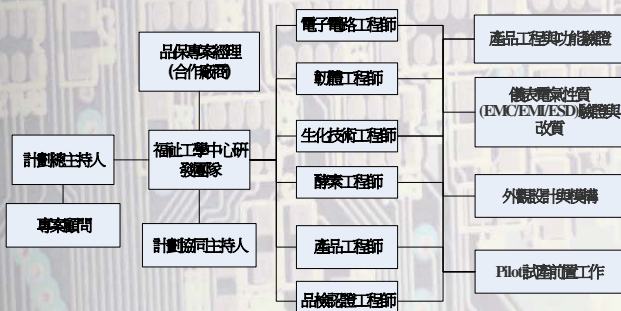 計劃總主持人
專案顧問
品保專案經理
(合作廠商)
福祉工學中心研
發團隊
計劃協同主持人
電子電路工程師
軔體工程師
生化技術工程師
酵素工程師
產品工程師
品檢認證工程師
產品工程與功能驗證
儀表電氣性質
(EMC/EMI/ESD)驗證與
改質
外觀設計與模構
Pilot試產前置工作